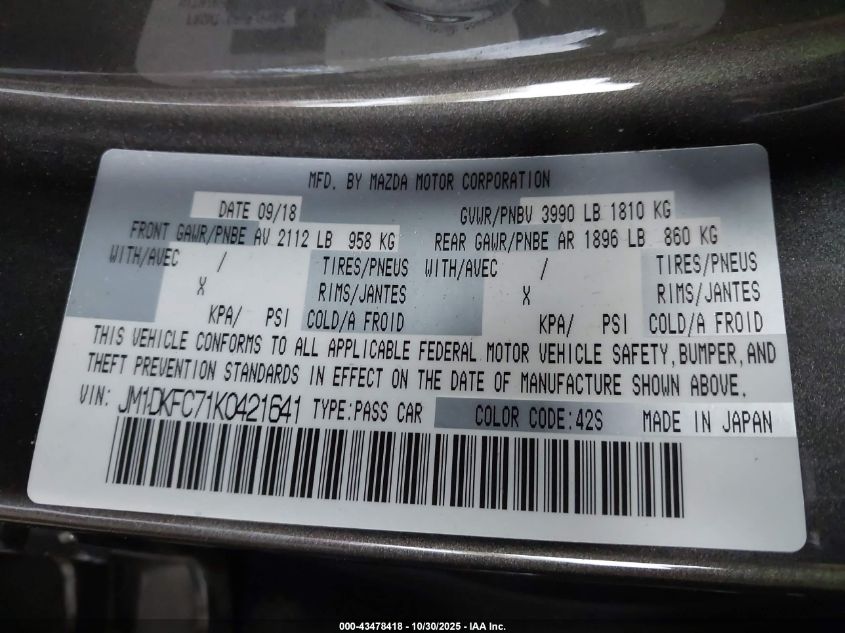 MFD. BY MAZDA MOTOR CORPORATION
DATE 09/18 GVWR/PNBV 3990 LB 1810 KG
FRONT GAWR/PNBE AV 2112 LB 958 KG REAR GAWR/PNBE AR 1896 LB 860 KG
WITH/AVEC / TIRES/PNEUS WITH/AVEC / TIRES/PNEUS
X RIMS/JANTES X RIMS/JANTES
KPA/ PSI COLD/A FROID KPA/ PSI COLD/A FROID
THIS VEHICLE CONFORMS TO ALL APPLICABLE FEDERAL MOTOR VEHICLE SAFETY, BUMPER, AND
THEFT PREVENTION STANDARDS IN EFFECT ON THE DATE OF MANUFACTURE SHOWN ABOVE.
VIN: JM1DKFC71K0421641 TYPE:PASS CAR COLOR CODE:42S MADE IN JAPAN
000-43478418 - 10/30/2025 - IAA Inc.